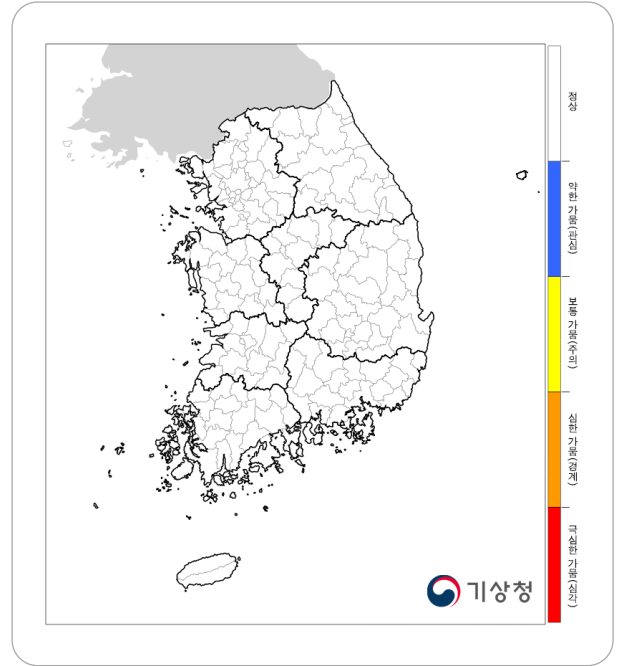 정상
약한 가뭄(관심)
보통 가뭄(주의)
심한 가뭄(경계)
극심한 가뭄(심각)
기상청